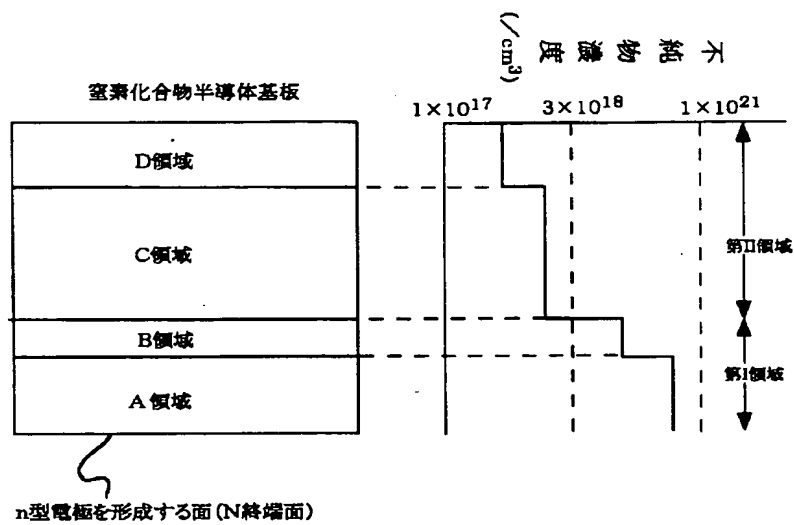 不純物濃度
(/cm³)
窒素化合物半導体基板
1×10¹⁷
3×10¹⁸
1×10²¹
D領域
C領域
B領域
A領域
第II領域
第I領域
n型電極を形成する面(N終端面)